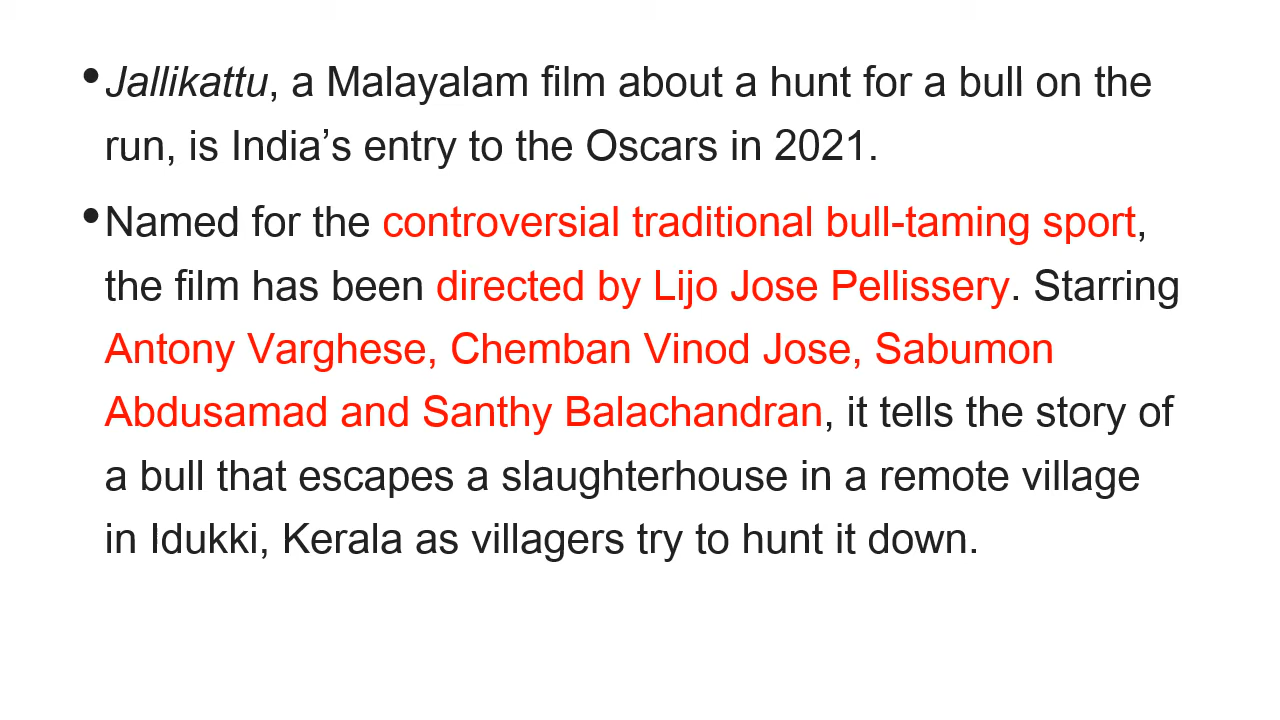 •Jallikattu, a Malayalam film about a hunt for a bull on the
run, is India’s entry to the Oscars in 2021.
•Named for the controversial traditional bull-taming sport,
the film has been directed by Lijo Jose Pellissery. Starring
Antony Varghese, Chemban Vinod Jose, Sabumon
Abdusamad and Santhy Balachandran, it tells the story of
a bull that escapes a slaughterhouse in a remote village
in Idukki, Kerala as villagers try to hunt it down.